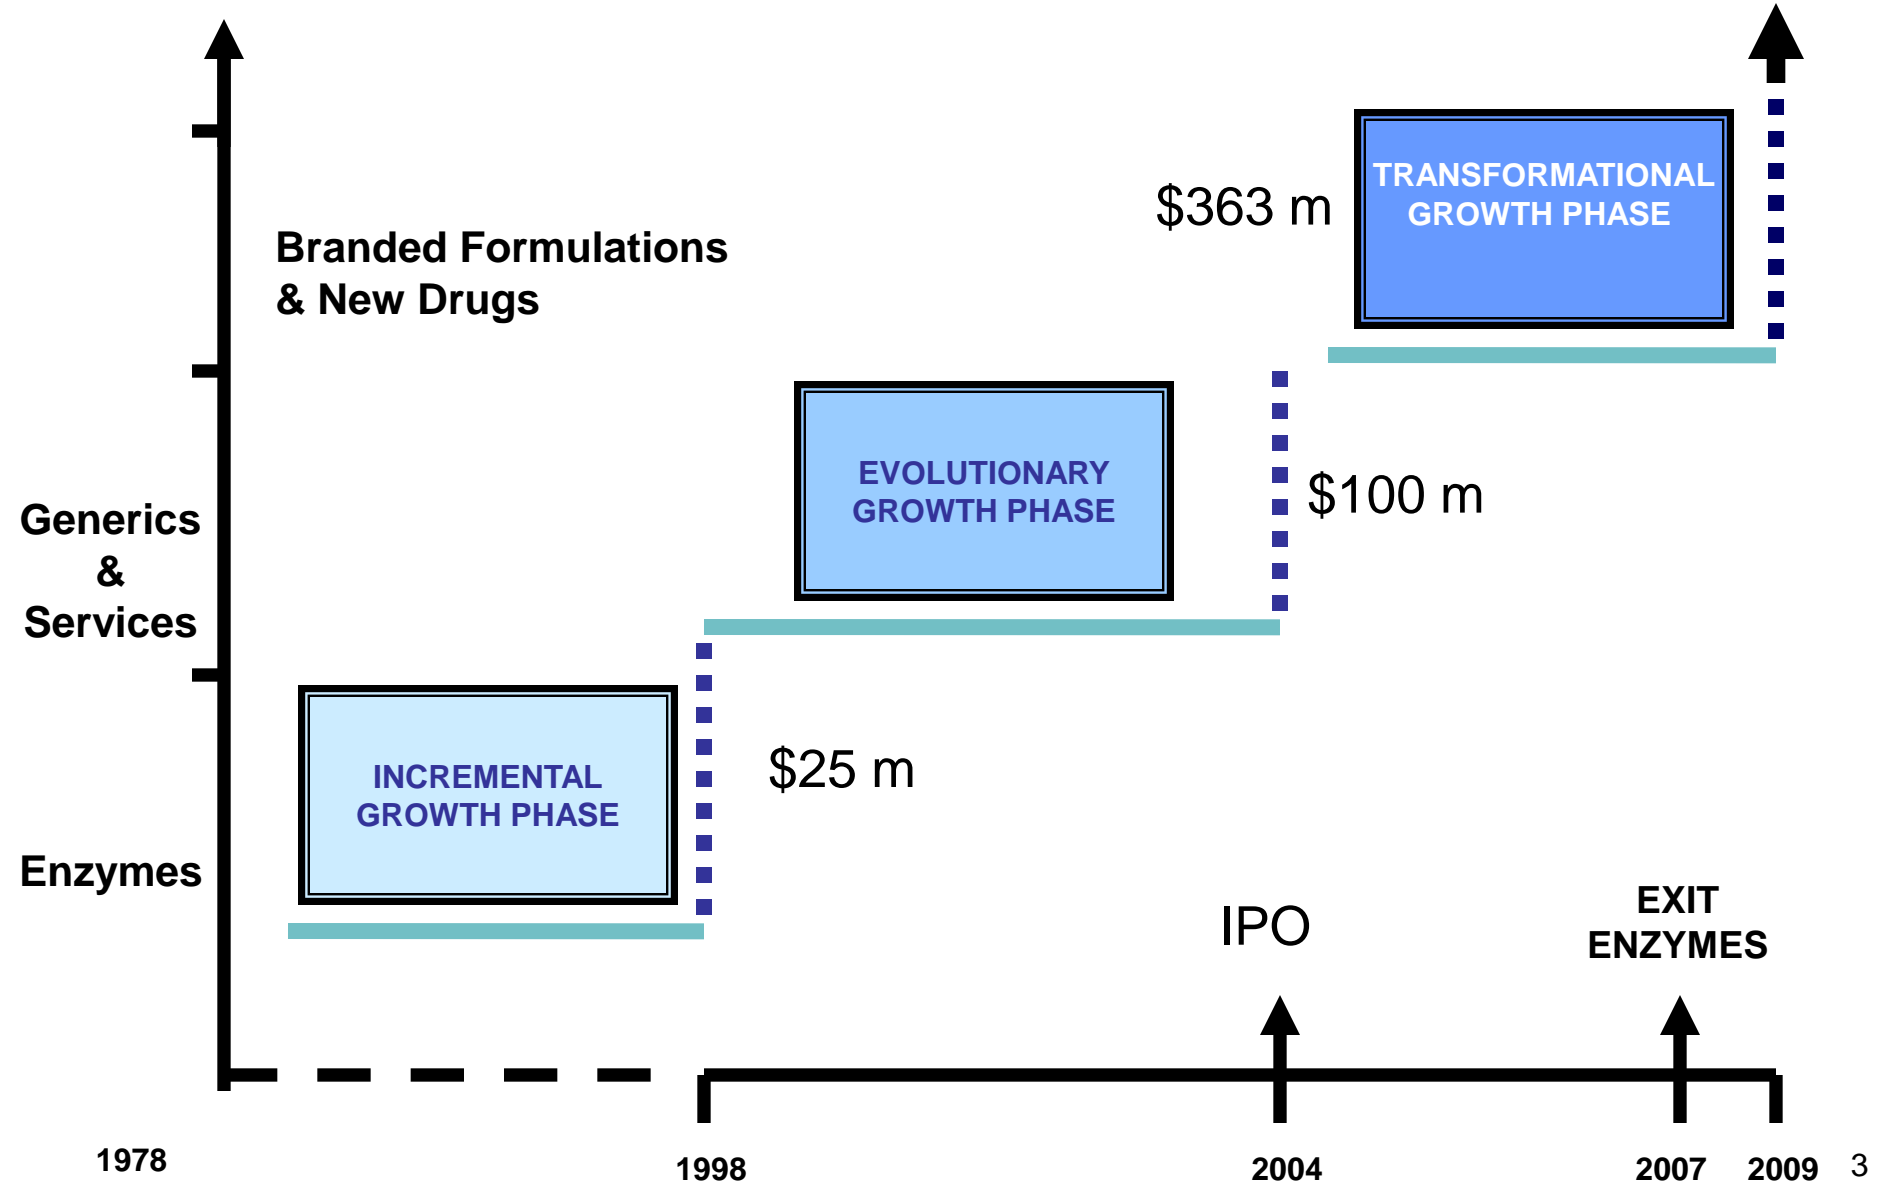 TRANSFORMATIONAL
GROWTH PHASE
$363 m
Branded Formulations
& New Drugs
EVOLUTIONARY
GROWTH PHASE
$100 m
Generics
&
Services
INCREMENTAL
GROWTH PHASE
$25 m
Enzymes
IPO
EXIT
ENZYMES
1978
1998
2004
2007
2009
3